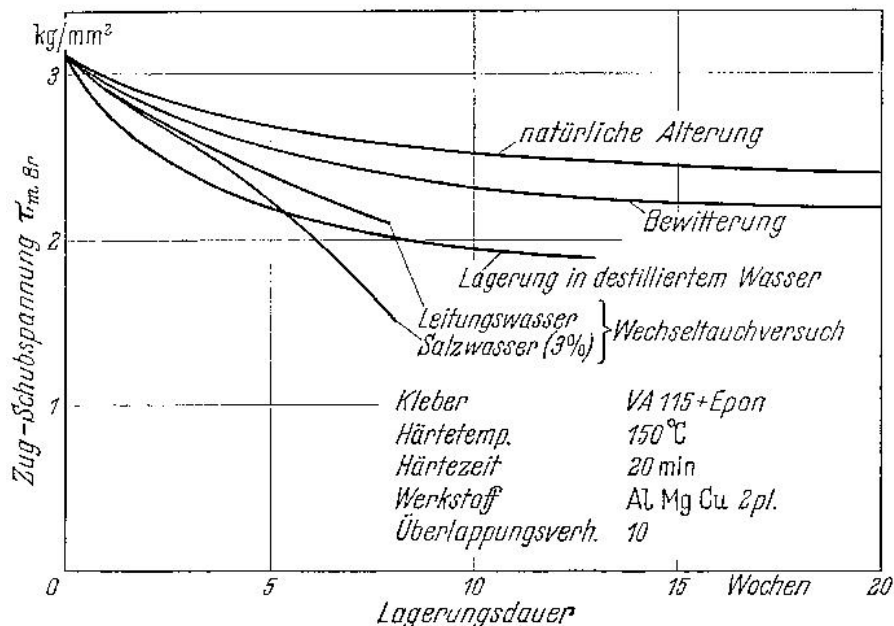 kg/mm²
3
2
1
0
Zug-Schubspannung τm. Br
natürliche Alterung
Bewitterung
Lagerung in destilliertem Wasser
Leitungswasser
Salzwasser (3%)
Wechseltauchversuch
Kleber VA 115 + Epon
Härtetemp. 150 °C
Härtezeit 20 min
Werkstoff Al Mg Cu 2pl.
Überlappungsverh. 10
0 5 10 15 Wochen 20
Lagerungsdauer